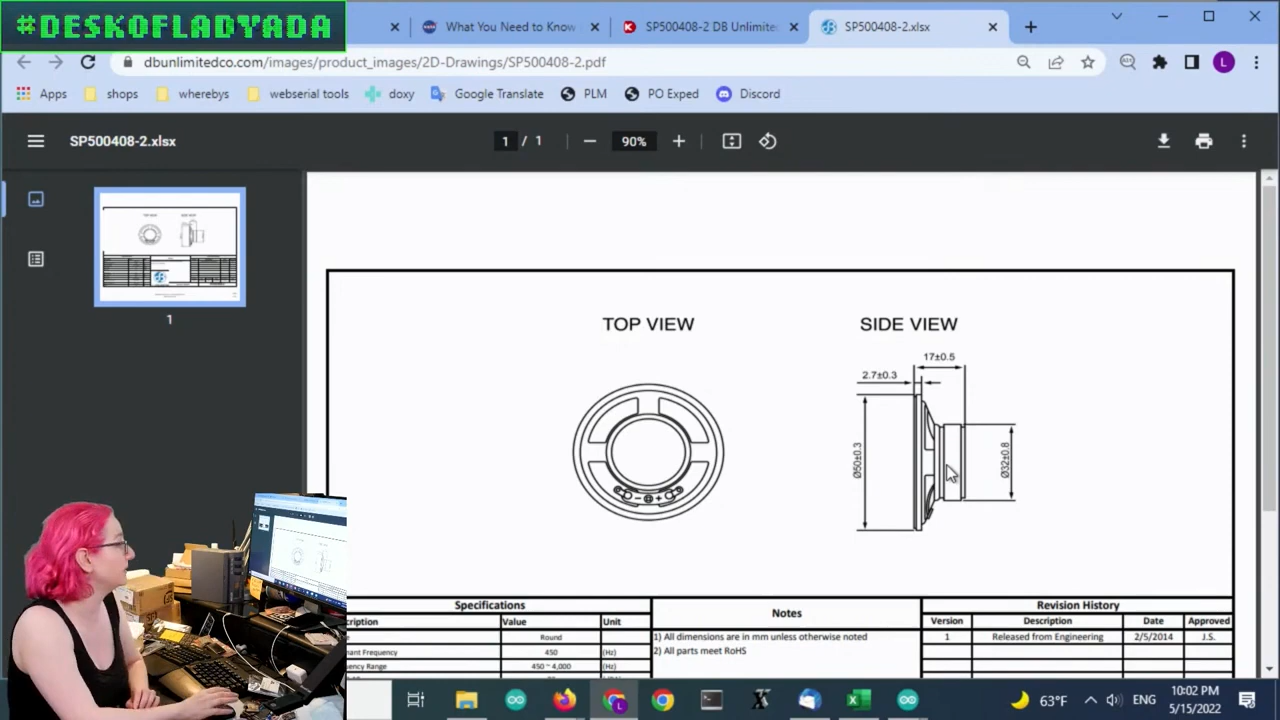 #DESKOFLADYADA
What You Need to Know
SP500408-2 DB Unlimite
SP500408-2.xlsx
dbunlimitedco.com/images/product_images/2D-Drawings/SP500408-2.pdf
L
Apps
shops
wherebys
webserial tools
doxy
Google Translate
PLM
PO Exped
Discord
SP500408-2.xlsx
1 / 1
90%
1
TOP VIEW
SIDE VIEW
17±0.5
2.7±0.3
Ø50±0.3
Ø32±0.8
- +
Specifications
Notes
Revision History
cription
Value
Unit
Version
Description
Date
Approved
Round
1) All dimensions are in mm unless otherwise noted
1
Released from Engineering
2/5/2014
J.S.
nant Frequency
450
(Hz)
2) All parts meet RoHS
uency Range
450 ~ 4,000
(Hz)
63°F
ENG
10:02 PM
5/15/2022